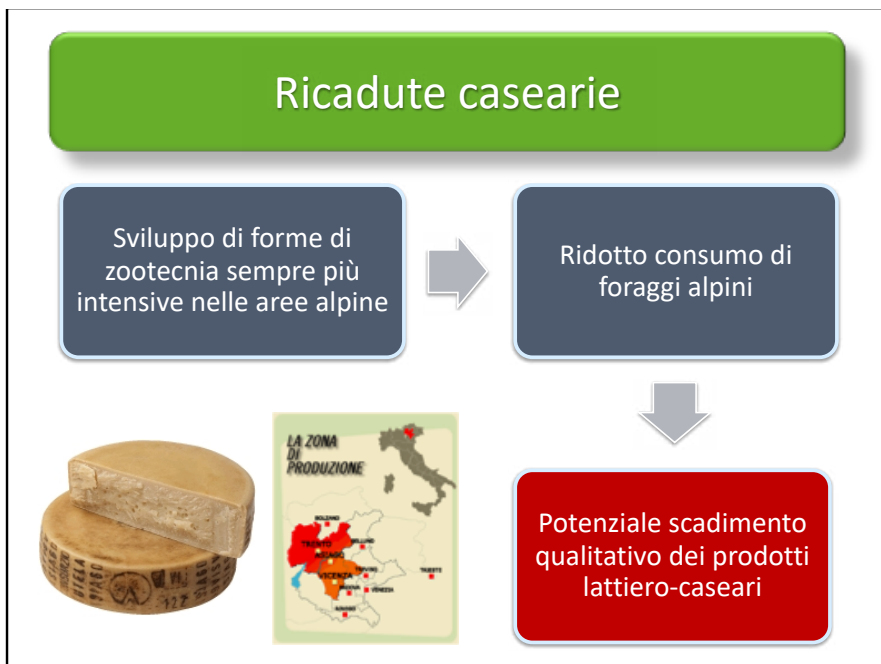 Ricadute casearie
Sviluppo di forme di
zootecnia sempre più
intensive nelle aree alpine
Ridotto consumo di
foraggi alpini
Potenziale scadimento
qualitativo dei prodotti
lattiero-caseari
LA ZONA
DI
PRODUZIONE
BOLZANO
TRENTO
BELLUNO
ASIAGO
TREVISO
TRIESTE
VICENZA
PADOVA
VENEZIA
ROVIGO